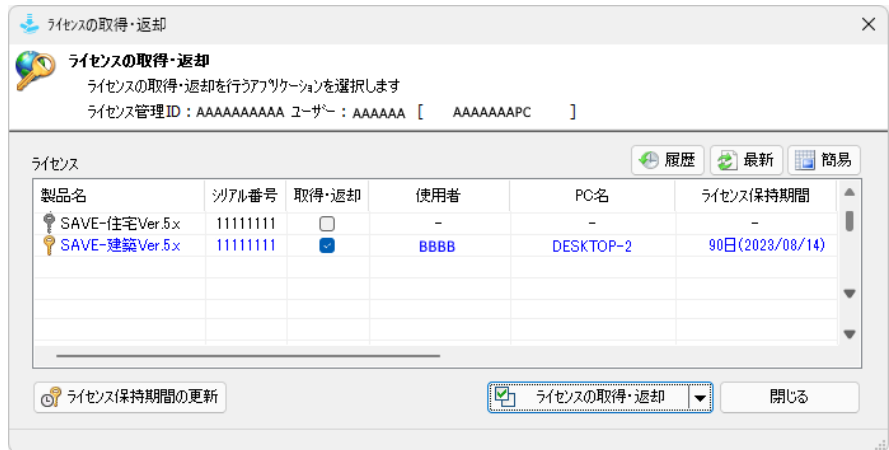 ライセンスの取得・返却
ライセンスの取得・返却
ライセンスの取得・返却を行うアプリケーションを選択します
ライセンス管理ID：AAAAAAAAAA ユーザー：AAAAAA [ AAAAAAAPC ]
ライセンス 履歴 最新 簡易
製品名 シリアル番号 取得・返却 使用者 PC名 ライセンス保持期間
SAVE-住宅Ver.5x 11111111 - - -
SAVE-建築Ver.5x 11111111 BBBB DESKTOP-2 90日(2023/08/14)
ライセンス保持期間の更新 ライセンスの取得・返却 閉じる